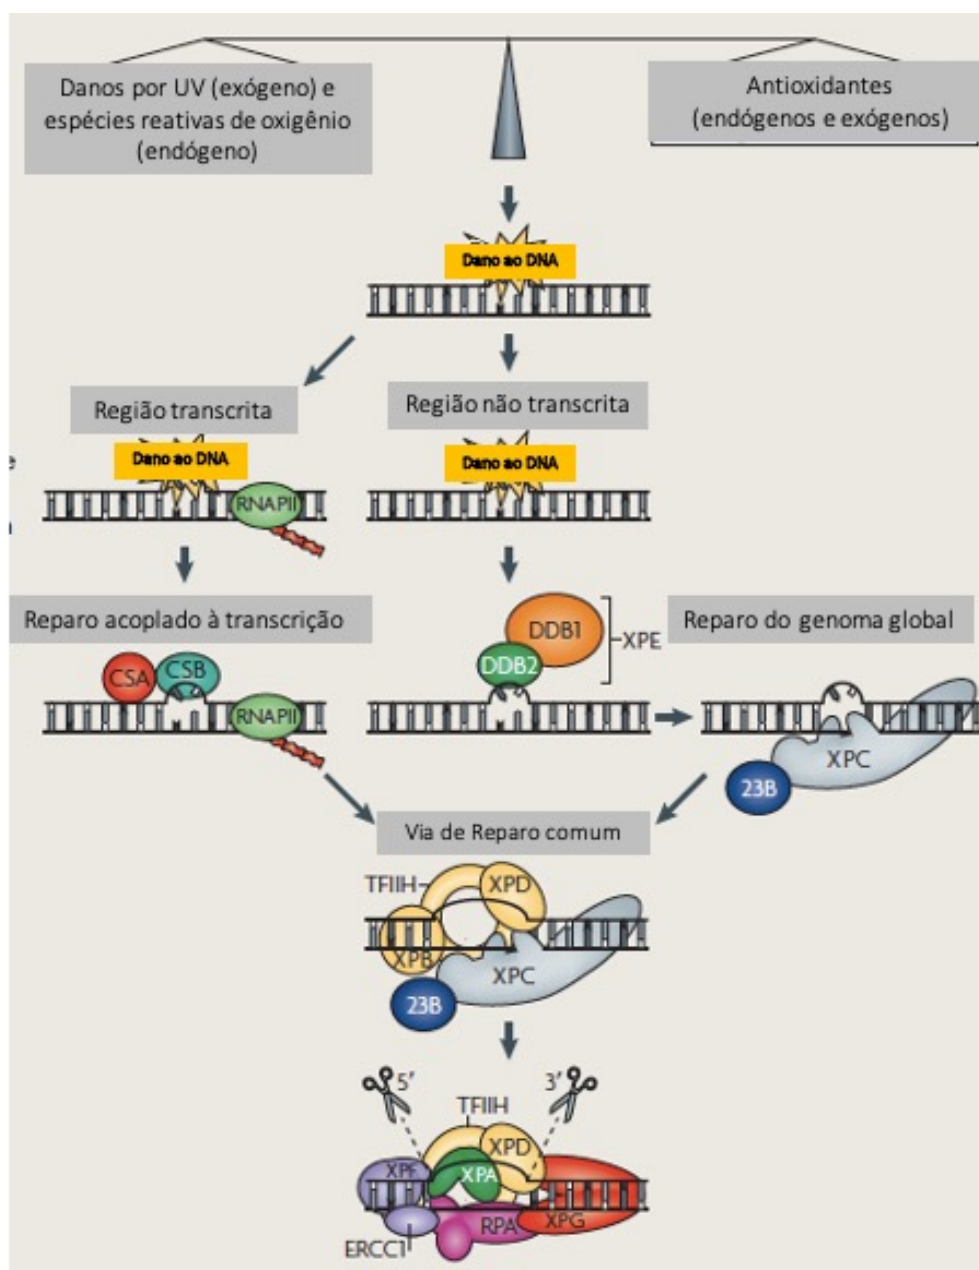 Danos por UV (exógeno) e
espécies reativas de oxigênio
(endógeno)
Antioxidantes
(endógenos e exógenos)
Dano ao DNA
Região transcrita
Região não transcrita
Dano ao DNA
Dano ao DNA
RNAPII
Reparo acoplado à transcrição
DDB1
DDB2
XPE
Reparo do genoma global
CSA
CSB
RNAPII
XPC
23B
Via de Reparo comum
TFIIH
XPD
XPB
XPC
23B
5'
3'
TFIIH
XPD
XPF
XPA
RPA
XPG
ERCC1